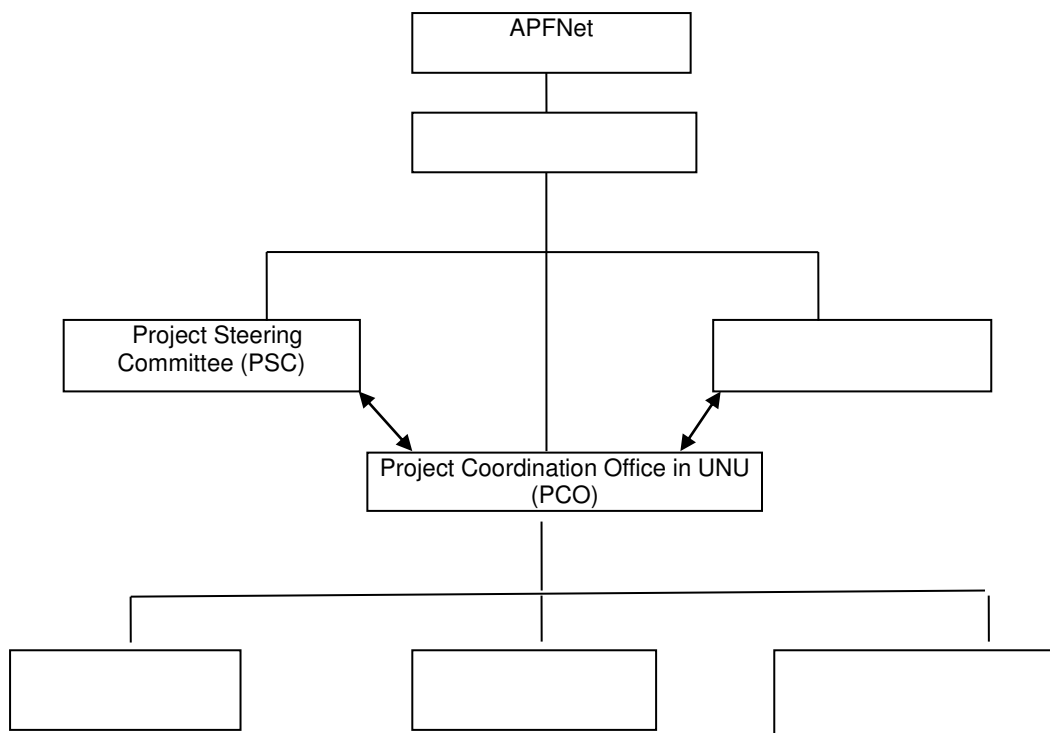 APFNet
Project Steering
Committee (PSC)
Project Coordination Office in UNU
(PCO)